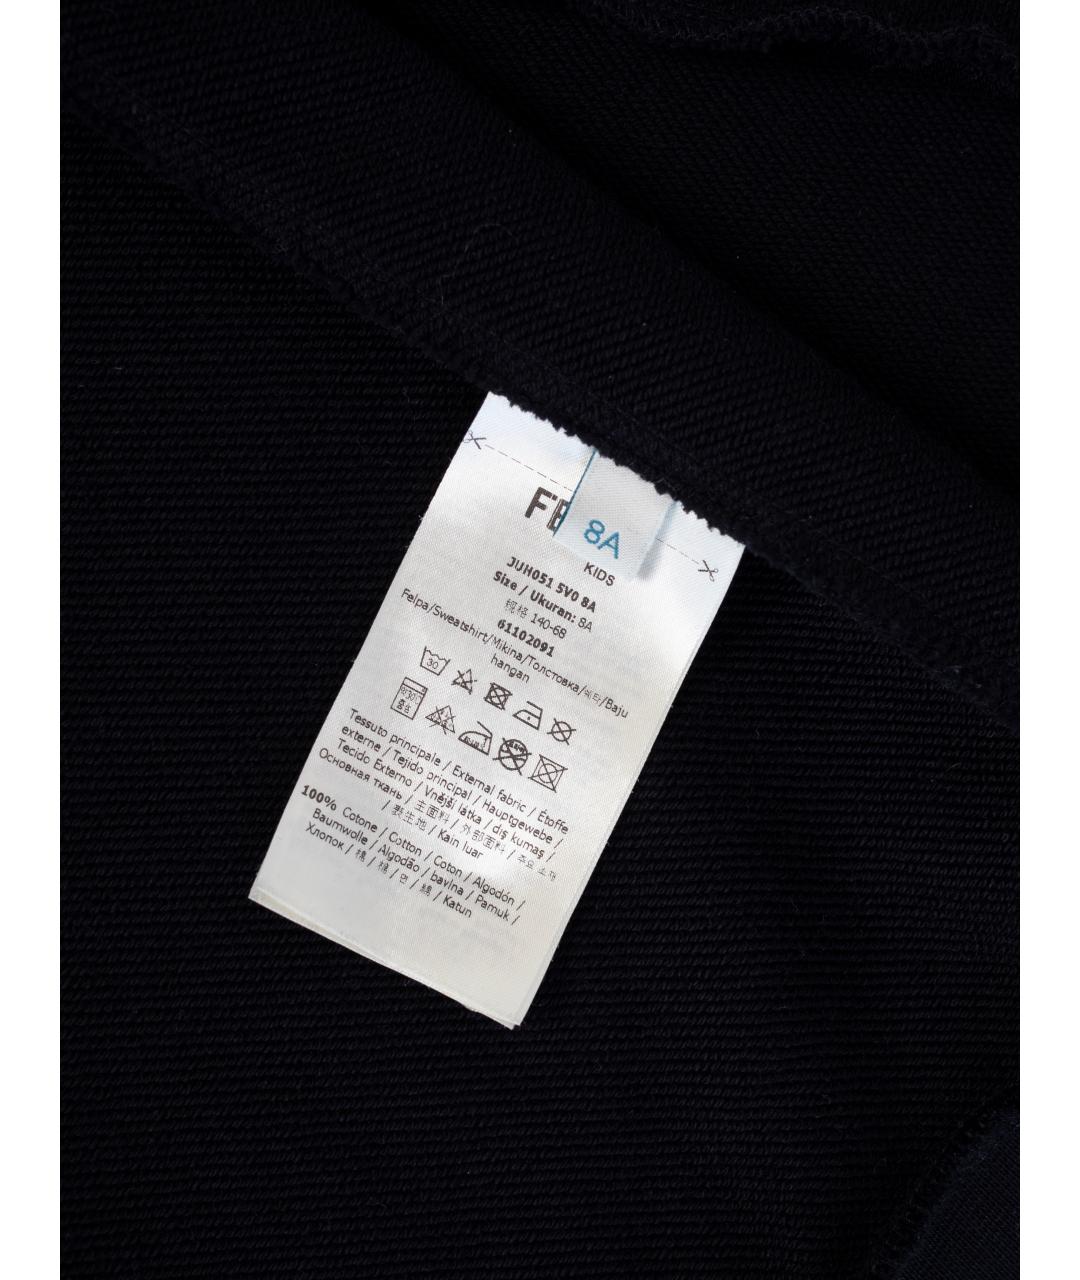 8A
KIDS
JUH051 5V0 8A
Size / Ukuran: 8A
规格 140-68
61102091
Felpa/Sweatshirt/Mikina/Толстовка/셔츠/Baju
hangan
30
Tessuto principale / External fabric / Étoffe
externe / Tejido principal / Hauptgewebe /
Tecido Externo / Vnější látka / dış kumaş /
Основная ткань / 主面料 / 外部面料 / 주요 소재
/ 表生地 / Kain luar
100% Cotone / Cotton / Coton / Algodón /
Baumwolle / Algodão / bavlna / Pamuk /
Хлопок / 棉 / 棉 / 면 / 綿 / Katun